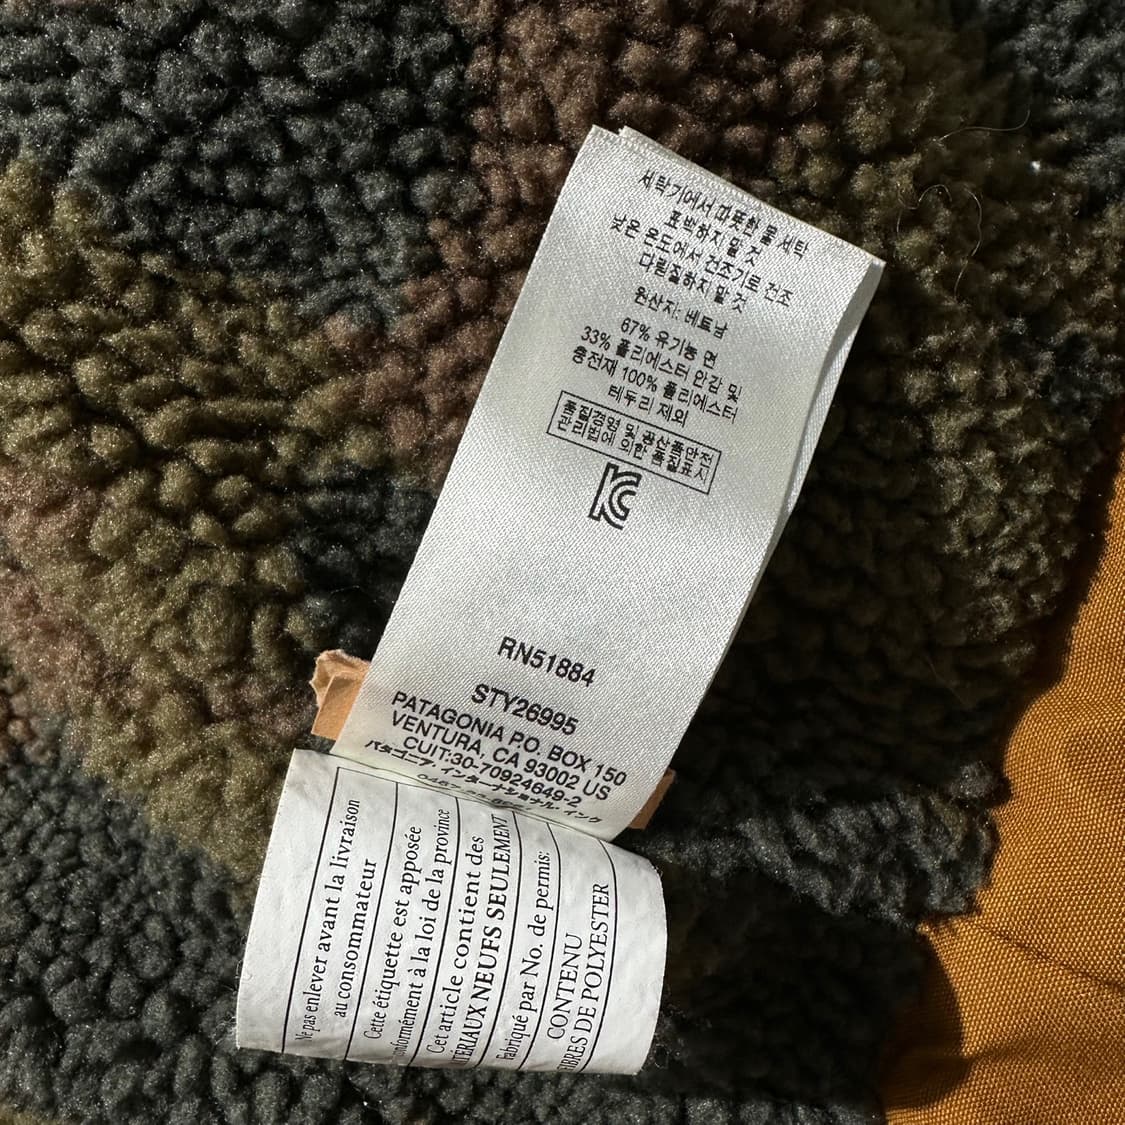 세탁기에서 따뜻한 물 세탁
표백하지 말 것
낮은 온도에서 건조기로 건조
다림질하지 말 것
원산지: 베트남
67% 유기농 면
33% 폴리에스터 안감 및
충전재 100% 폴리에스터
테두리 제외
품질경영 및 공산품안전
관리법에 의한 품질표시
RN51884
STY26995
PATAGONIA P.O. BOX 150
VENTURA, CA 93002 US
CUIT:30-70924649-2
パタゴニア・インターナショナル・インク
Ne pas enlever avant la livraison
au consommateur
Cette étiquette est apposée
conformément à la loi de la province
Cet article contient des
MATÉRIAUX NEUFS SEULEMENT
Fabriqué par No. de permis:
CONTENU
FIBRES DE POLYESTER